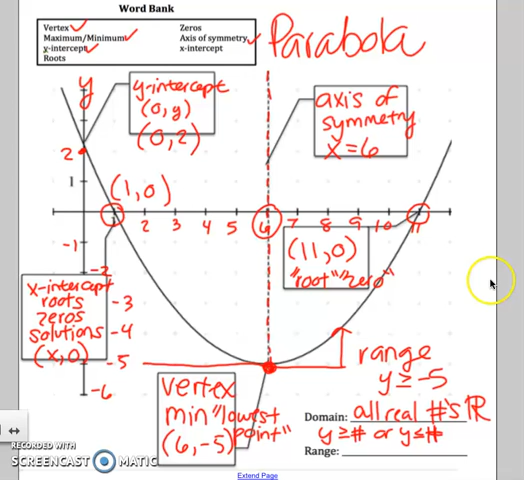 Word Bank
Vertex
Maximum/Minimum
y-intercept
Roots
Zeros
Axis of symmetry
x-intercept
Parabola
y
y-intercept
(0, y)
(0, 2)
axis of
symmetry
x = 6
2
1
(1, 0)
1 2 3 4 5 6 7 8 9 10 11
-1
-2
-3
-4
-5
-6
(11, 0)
"root" "zero"
x-intercept
roots
zeros
solutions
(x, 0)
vertex
min "lowest
point"
(6, -5)
range
y ≥ -5
Domain: all real #'s ℝ
y ≥ # or y ≤ #
Range:
RECORDED WITH
SCREENCAST MATIC
Extend Page